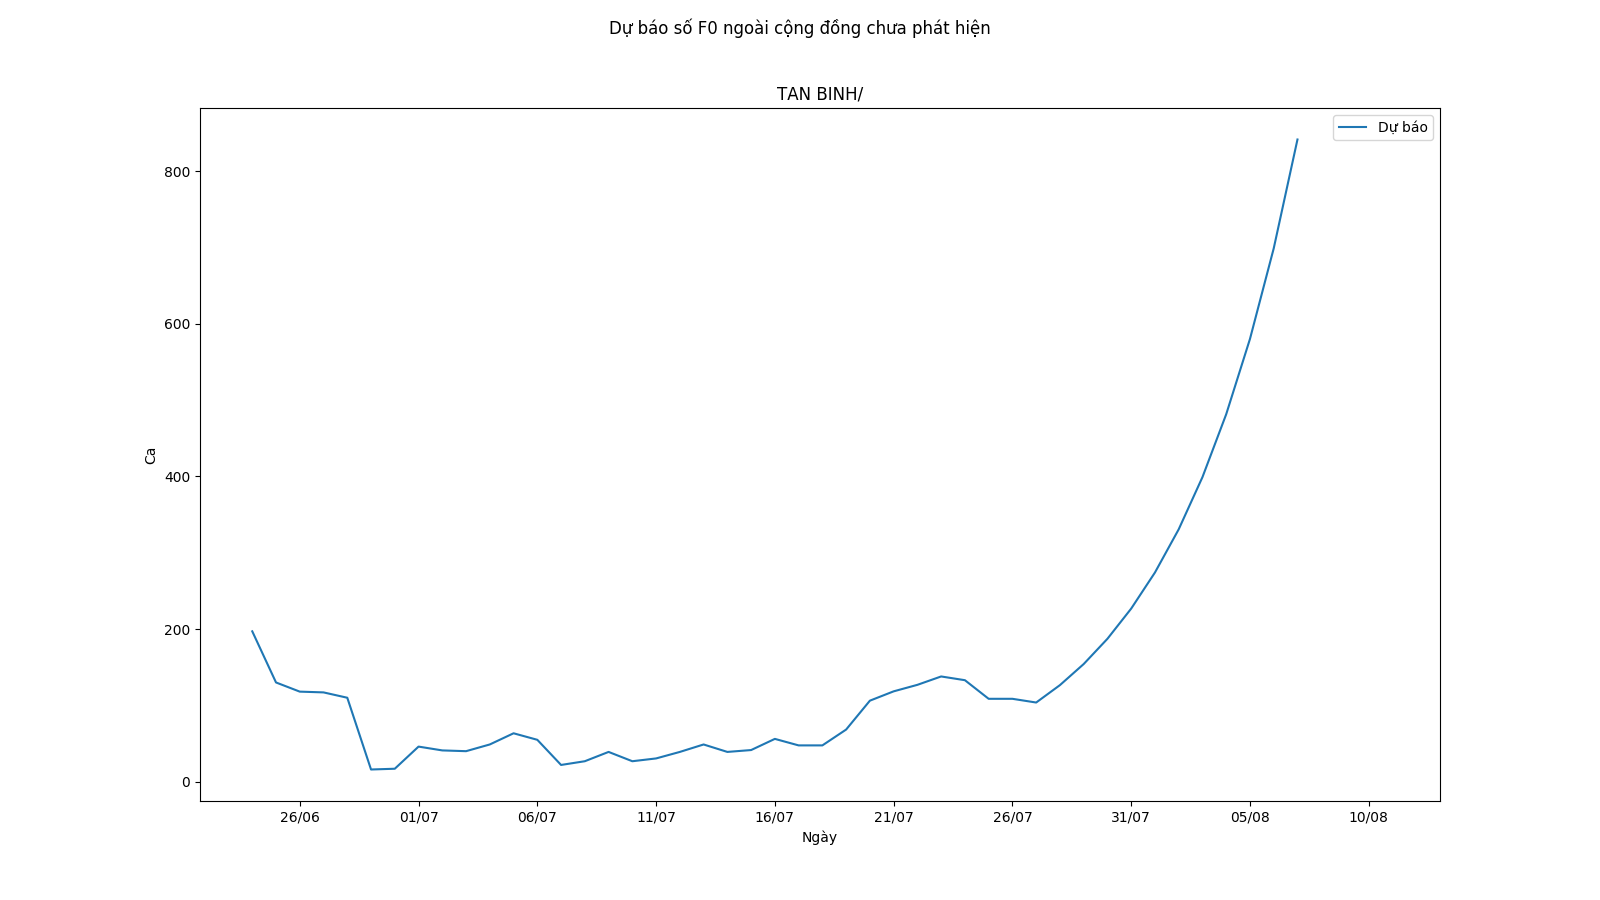 Dự báo số F0 ngoài cộng đồng chưa phát hiện
TAN BINH/
Dự báo
800
600
400
200
0
Ca
26/06 01/07 06/07 11/07 16/07 21/07 26/07 31/07 05/08 10/08
Ngày